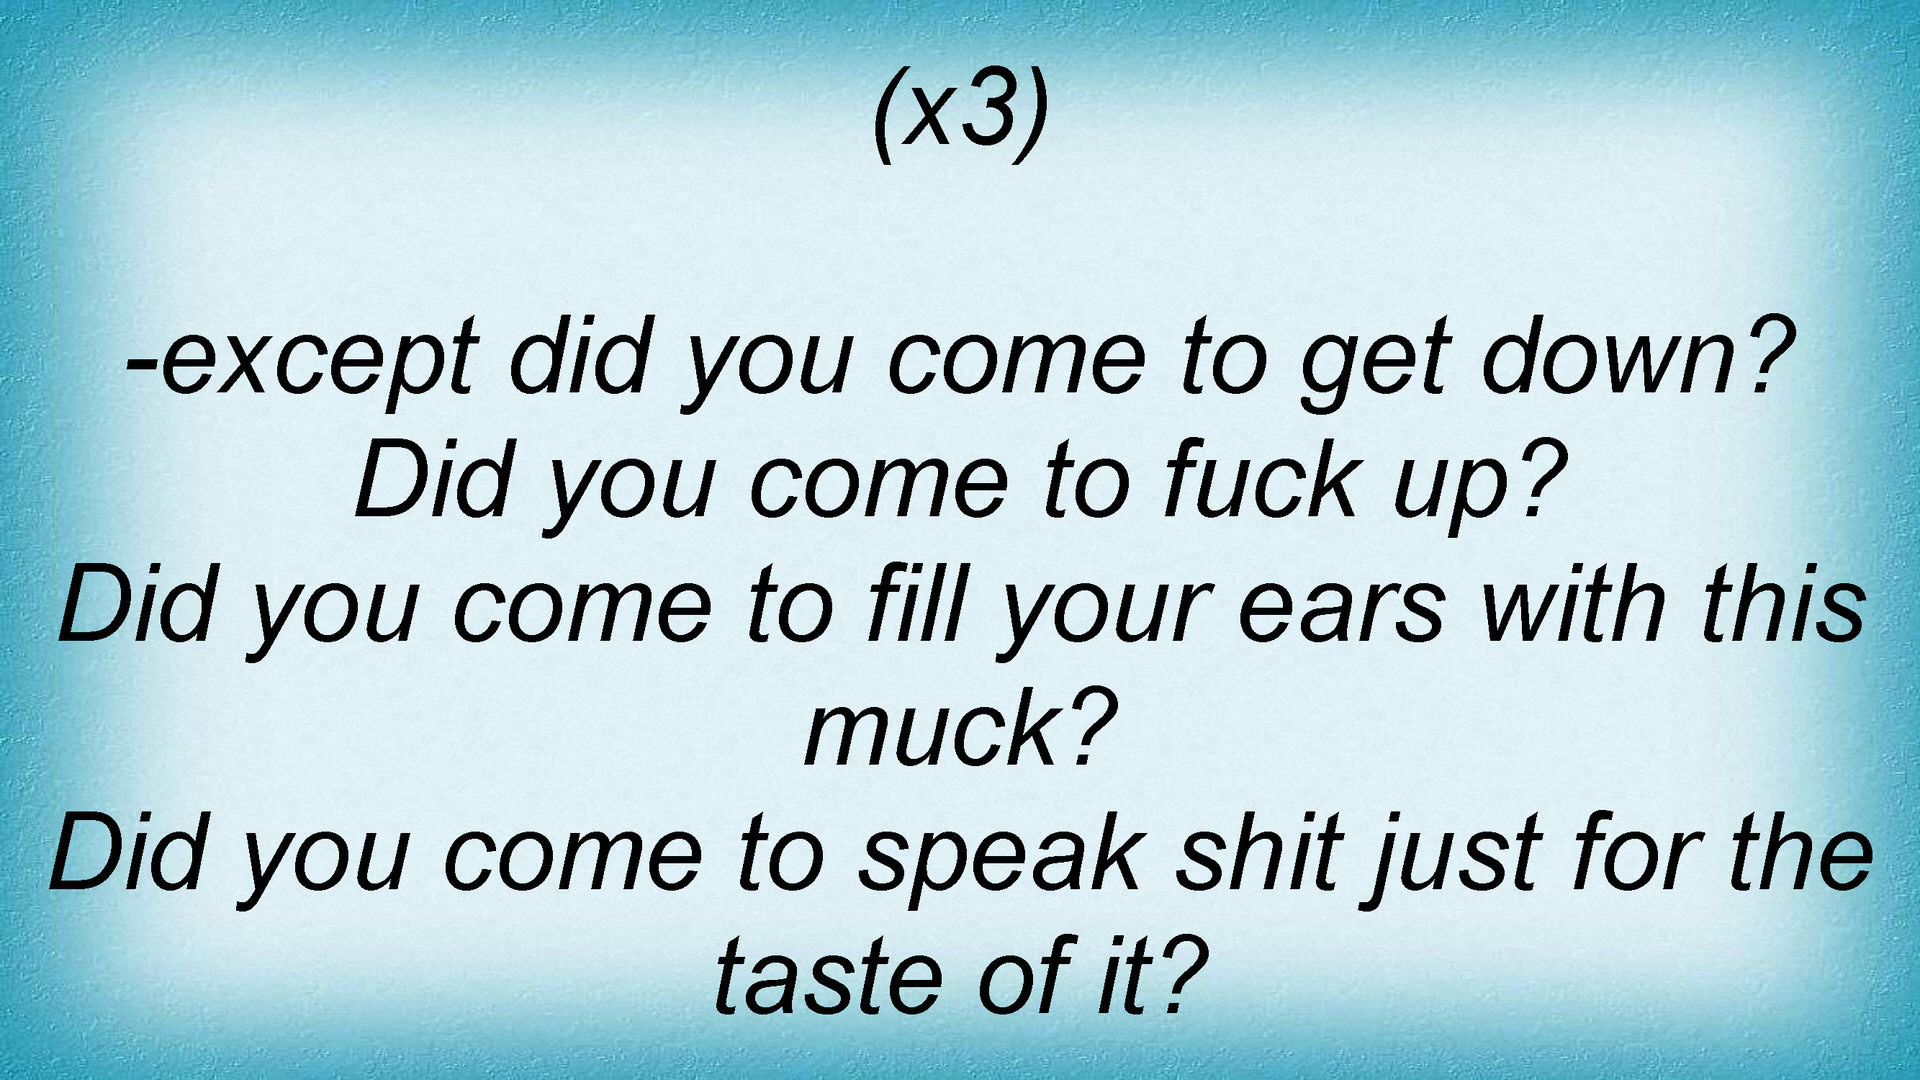 (x3)
-except did you come to get down?
Did you come to fuck up?
Did you come to fill your ears with this
muck?
Did you come to speak shit just for the
taste of it?